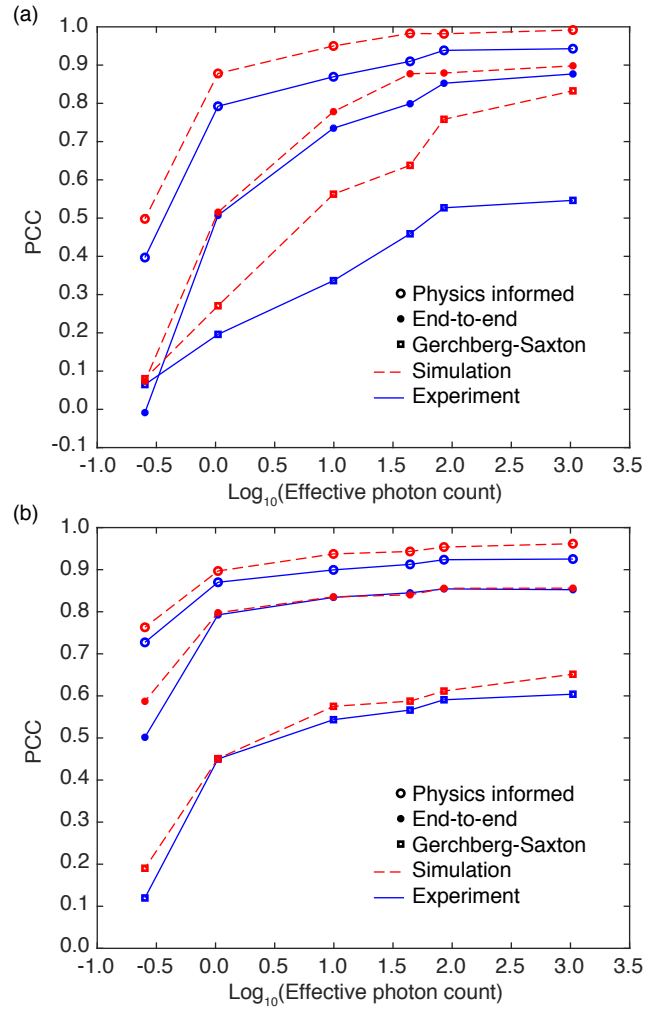 (a)
1.0
0.9
0.8
0.7
0.6
0.5
0.4
0.3
0.2
0.1
0.0
-0.1
PCC
Physics informed
End-to-end
Gerchberg-Saxton
Simulation
Experiment
-1.0 -0.5 0.0 0.5 1.0 1.5 2.0 2.5 3.0 3.5
Log10(Effective photon count)
(b)
1.0
0.9
0.8
0.7
0.6
0.5
0.4
0.3
0.2
0.1
0.0
PCC
Physics informed
End-to-end
Gerchberg-Saxton
Simulation
Experiment
-1.0 -0.5 0.0 0.5 1.0 1.5 2.0 2.5 3.0 3.5
Log10(Effective photon count)